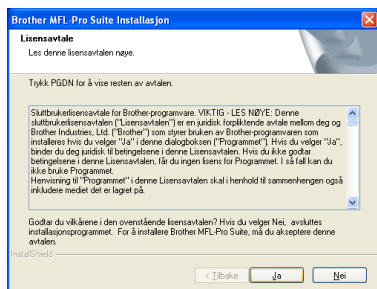 Brother MFL-Pro Suite Installasjon
Lisensavtale
Les denne lisensavtalen nøye.
Trykk PGDN for å vise resten av avtalen.
Sluttbrukerlisensavtale for Brother-programvare. VIKTIG - LES NØYE: Denne
sluttbrukerlisensavtalen ("Lisensavtalen") er en juridisk forpliktende avtale mellom deg og
Brother Industries, Ltd. ("Brother") som styrer bruken av Brother-programvaren som
installeres hvis du velger "Ja" i denne dialogboksen ("Programmet"). Hvis du velger "Ja",
binder du deg juridisk til betingelsene i denne Lisensavtalen. Hvis du ikke godtar
betingelsene i denne Lisensavtalen, får du ingen lisens for Programmet. I så fall kan du
ikke bruke Programmet.
Henvisning til "Programmet" i denne Lisensavtalen skal i henhold til sammenhengen også
inkludere mediet det er lagret på.
Godtar du vilkårene i den ovenstående lisensavtalen? Hvis du velger Nei, avsluttes
installasjonsprogrammet. For å installere Brother MFL-Pro Suite, må du akseptere denne
avtalen.
InstallShield
< Tilbake Ja Nei